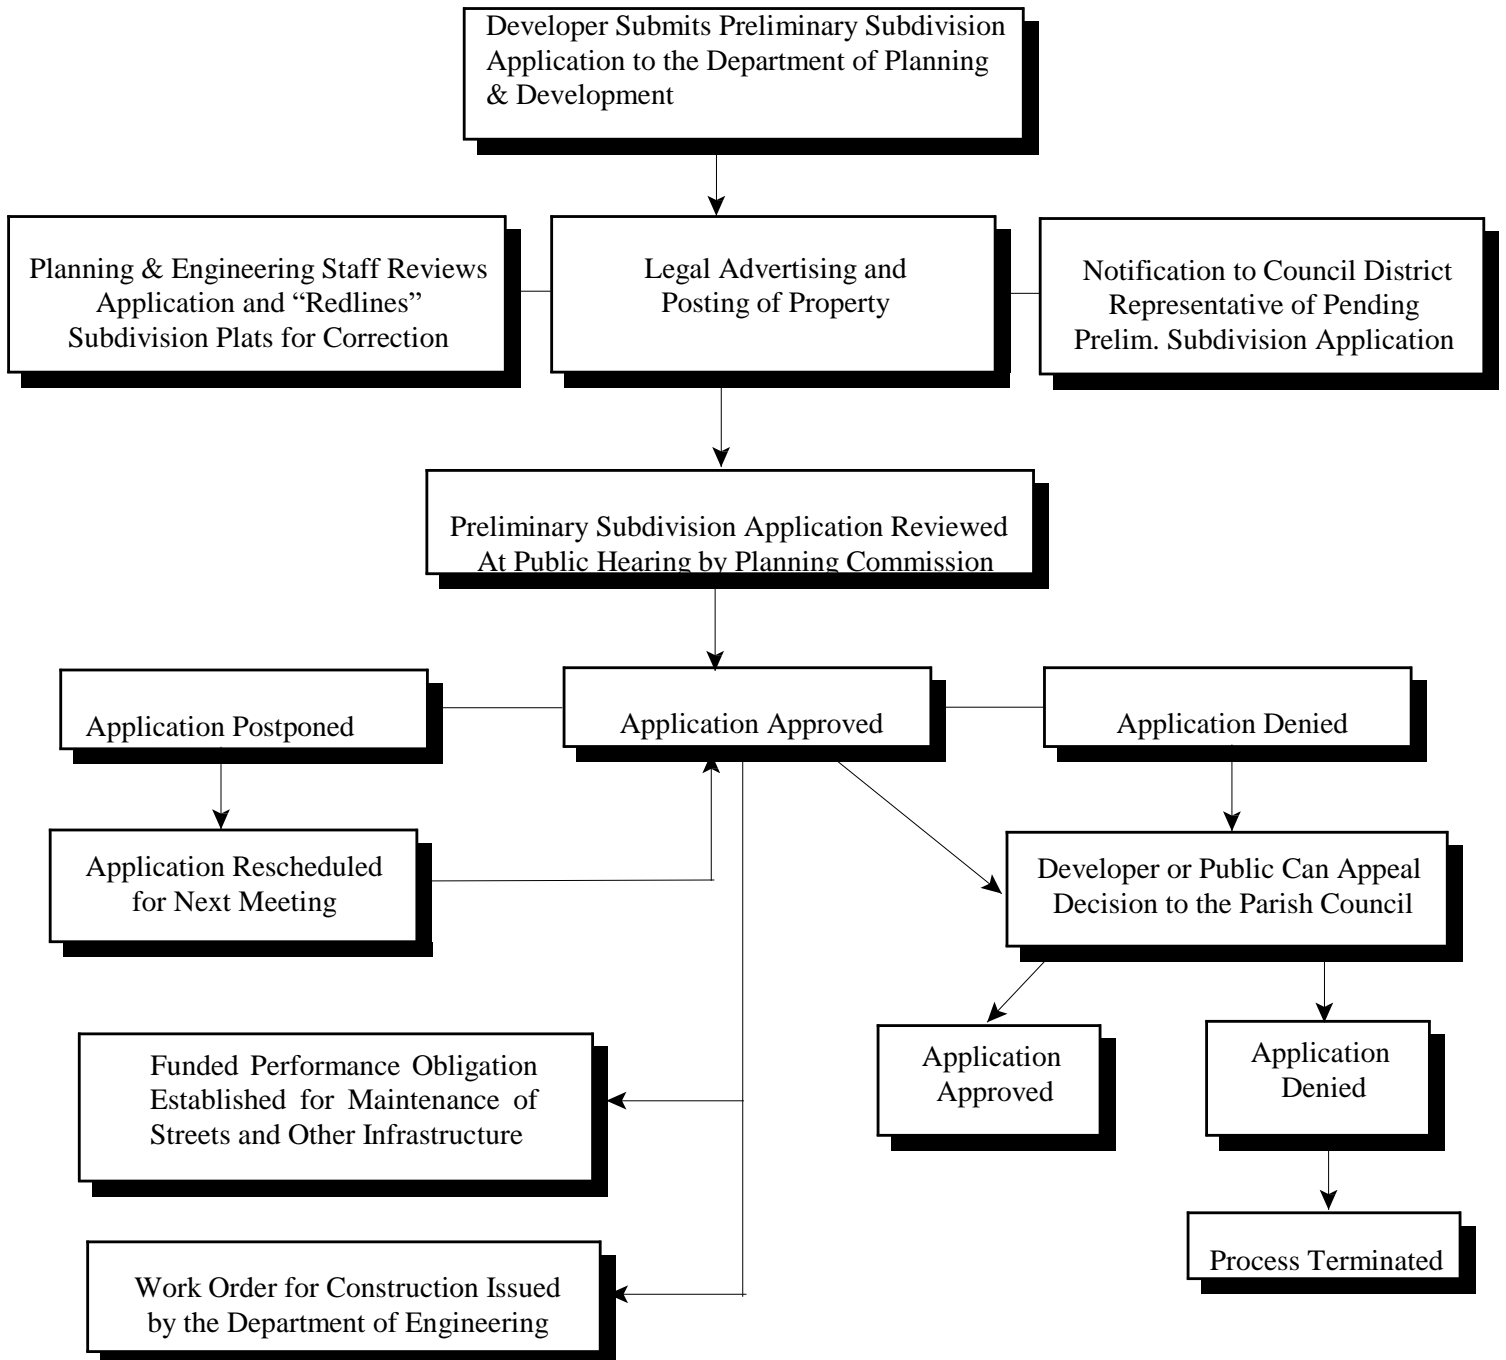 Developer Submits Preliminary Subdivision
Application to the Department of Planning
& Development
Planning & Engineering Staff Reviews
Application and “Redlines”
Subdivision Plats for Correction
Legal Advertising and
Posting of Property
Notification to Council District
Representative of Pending
Prelim. Subdivision Application
Preliminary Subdivision Application Reviewed
At Public Hearing by Planning Commission
Application Postponed
Application Approved
Application Denied
Application Rescheduled
for Next Meeting
Developer or Public Can Appeal
Decision to the Parish Council
Funded Performance Obligation
Established for Maintenance of
Streets and Other Infrastructure
Application
Approved
Application
Denied
Process Terminated
Work Order for Construction Issued
by the Department of Engineering